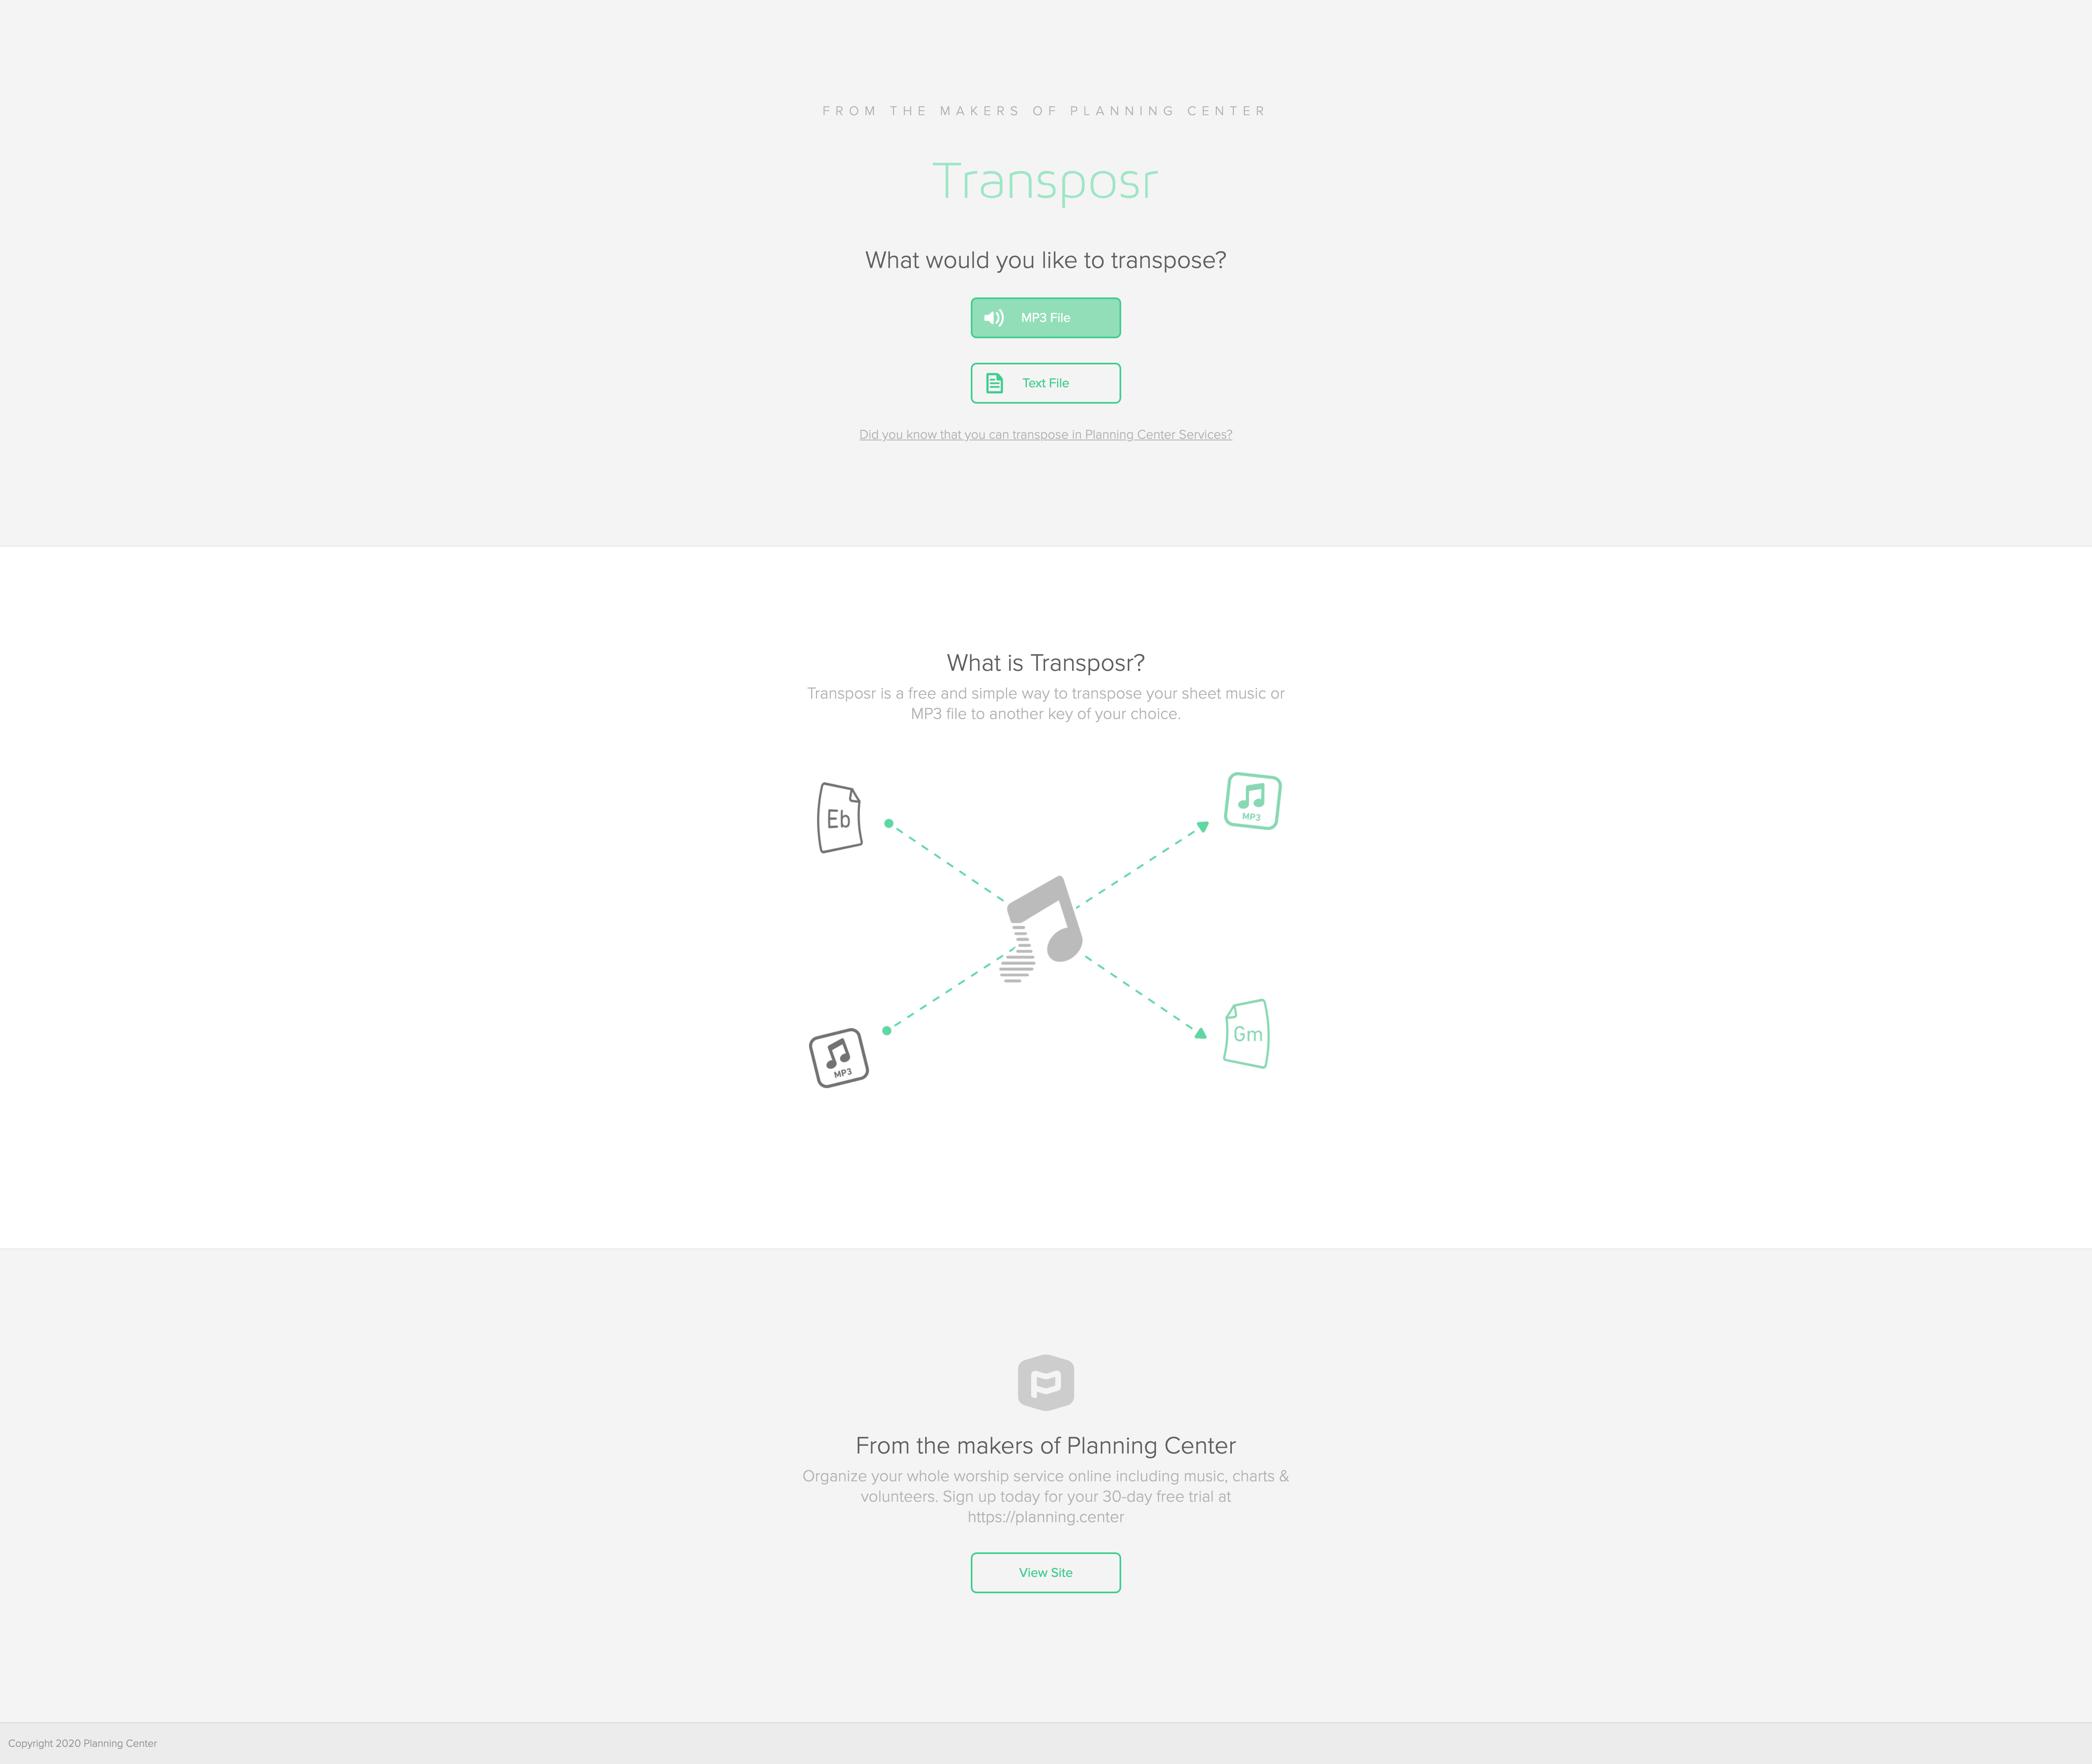 FROM THE MAKERS OF PLANNING CENTER
Transposr
What would you like to transpose?
MP3 File
Text File
Did you know that you can transpose in Planning Center Services?
What is Transposr?
Transposr is a free and simple way to transpose your sheet music or
MP3 file to another key of your choice.
Eb
MP3
MP3
Gm
From the makers of Planning Center
Organize your whole worship service online including music, charts &
volunteers. Sign up today for your 30-day free trial at
https://planning.center
View Site
Copyright 2020 Planning Center